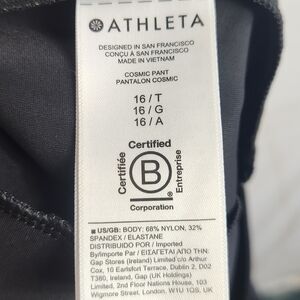 ATHLETA
DESIGNED IN SAN FRANCISCO
CONÇU À SAN FRANCISCO
MADE IN VIETNAM
COSMIC PANT
PANTALON COSMIC
16 / T
16 / G
16 / A
Certified
Certifiée
B
Entreprise
Corporation
■ US/GB: BODY: 68% NYLON, 32%
SPANDEX / ELASTANE
DISTRIBUIDO POR / Imported
By/Importe Par / ΕΙΣΑΓΕΤΑΙ ΑΠΟ ΤΗΝ:
Gap Stores (Ireland) Limited c/o Arthur
Cox, 10 Earlsfort Terrace, Dublin 2, D02
T380, Ireland, Gap (UK Holdings)
Limited, 2nd Floor Nations House, 103
Wigmore Street, London, W1U 1QS, UK